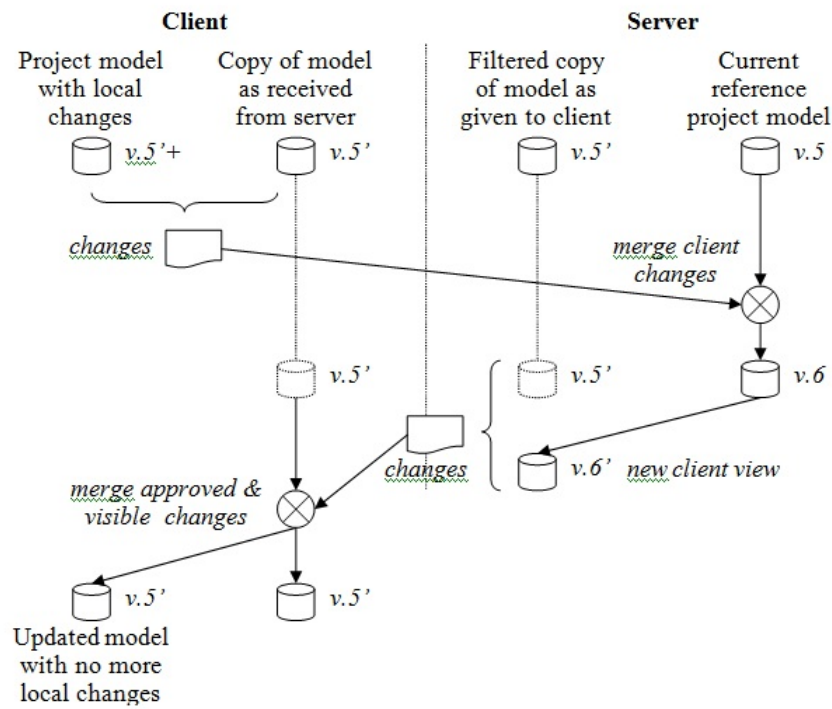 Client
Server
Project model
with local
changes
Copy of model
as received
from server
Filtered copy
of model as
given to client
Current
reference
project model
v.5’+
v.5’
v.5’
v.5
changes
merge client
changes
v.5’
v.5’
v.6
changes
v.6’ new client view
merge approved &
visible changes
v.5’
v.5’
Updated model
with no more
local changes